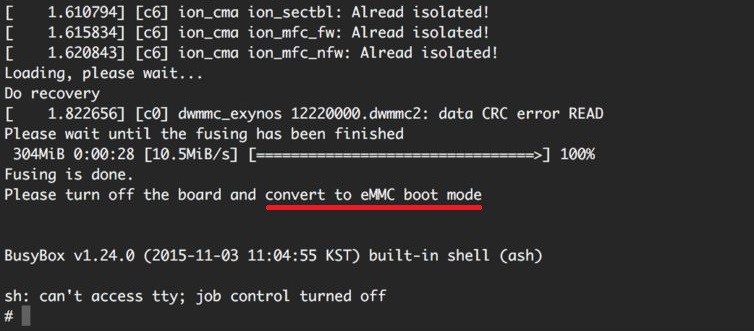 [    1.610794] [c6] ion_cma ion_sectbl: Alread isolated!
[    1.615834] [c6] ion_cma ion_mfc_fw: Alread isolated!
[    1.620843] [c6] ion_cma ion_mfc_nfw: Alread isolated!
Loading, please wait...
Do recovery
[    1.822656] [c0] dwmmc_exynos 12220000.dwmmc2: data CRC error READ
Please wait until the fusing has been finished
 304MiB 0:00:28 [10.5MiB/s] [================================>] 100%
Fusing is done.
Please turn off the board and convert to eMMC boot mode
BusyBox v1.24.0 (2015-11-03 11:04:55 KST) built-in shell (ash)
sh: can't access tty; job control turned off
#